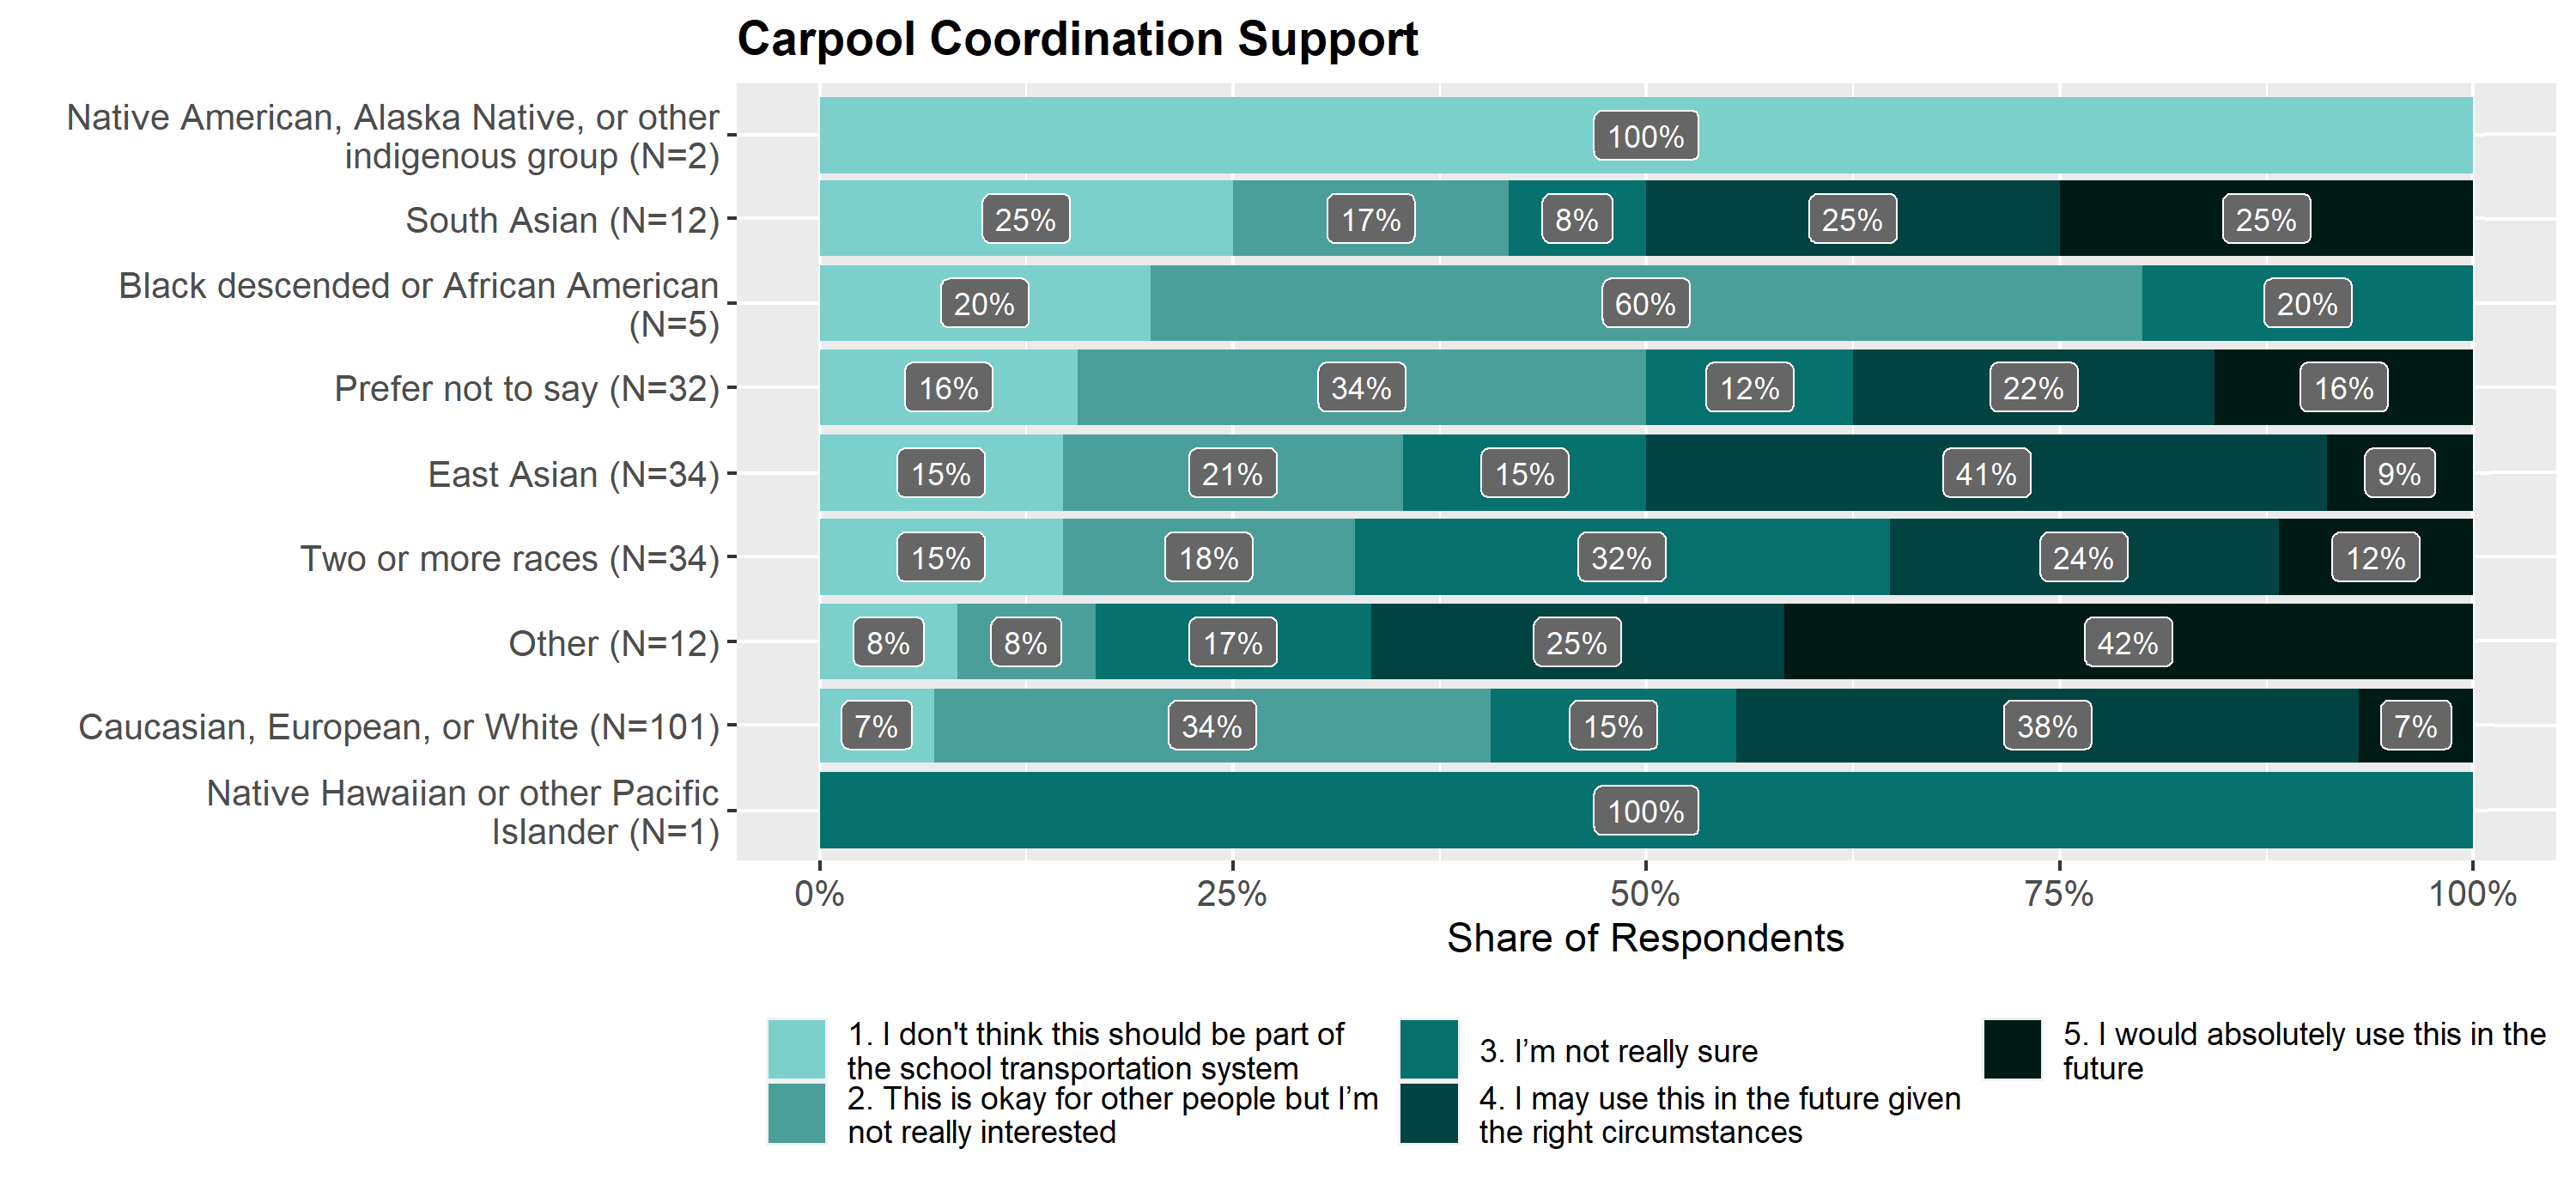 Carpool Coordination Support
Native American, Alaska Native, or other
indigenous group (N=2)
100%
South Asian (N=12)
25%
17%
8%
25%
25%
Black descended or African American
(N=5)
20%
60%
20%
Prefer not to say (N=32)
16%
34%
12%
22%
16%
East Asian (N=34)
15%
21%
15%
41%
9%
Two or more races (N=34)
15%
18%
32%
24%
12%
Other (N=12)
8%
8%
17%
25%
42%
Caucasian, European, or White (N=101)
7%
34%
15%
38%
7%
Native Hawaiian or other Pacific
Islander (N=1)
100%
0%
25%
50%
75%
100%
Share of Respondents
1. I don't think this should be part of
the school transportation system
2. This is okay for other people but I’m
not really interested
3. I’m not really sure
4. I may use this in the future given
the right circumstances
5. I would absolutely use this in the
future